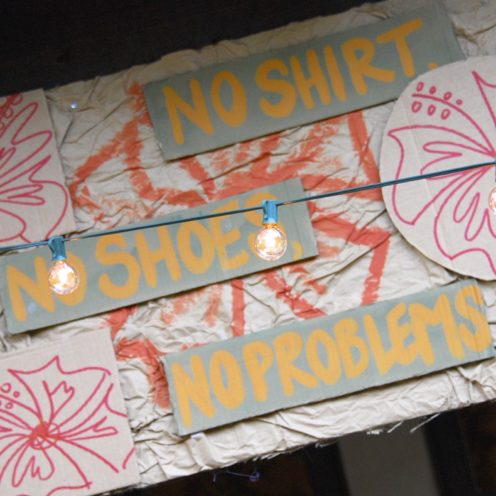 NO SHIRT,
NO SHOES,
NO PROBLEMS